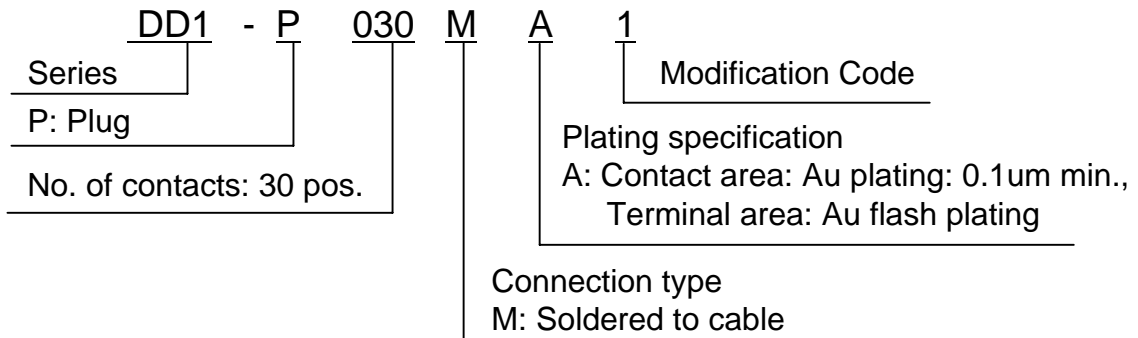 DD1 - P 030 M A 1
Series
Modification Code
P: Plug
Plating specification
A: Contact area: Au plating: 0.1um min.,
Terminal area: Au flash plating
No. of contacts: 30 pos.
Connection type
M: Soldered to cable